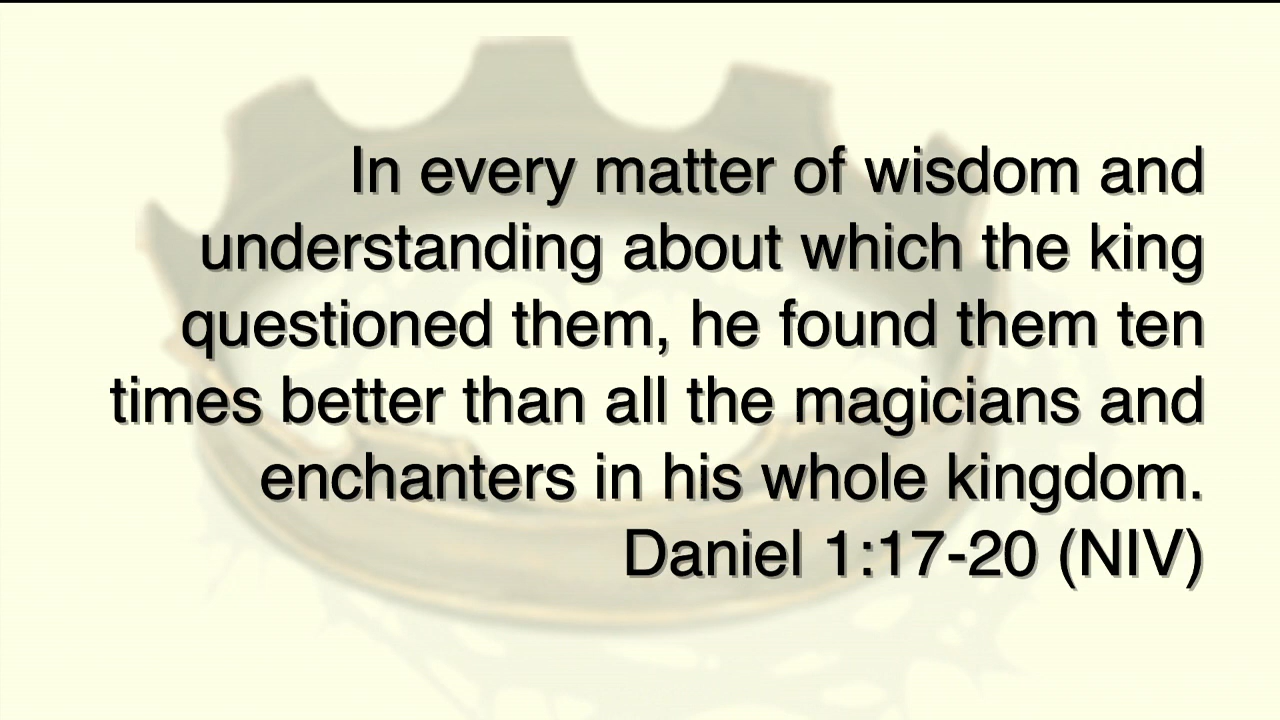 In every matter of wisdom and
understanding about which the king
questioned them, he found them ten
times better than all the magicians and
enchanters in his whole kingdom.
Daniel 1:17-20 (NIV)